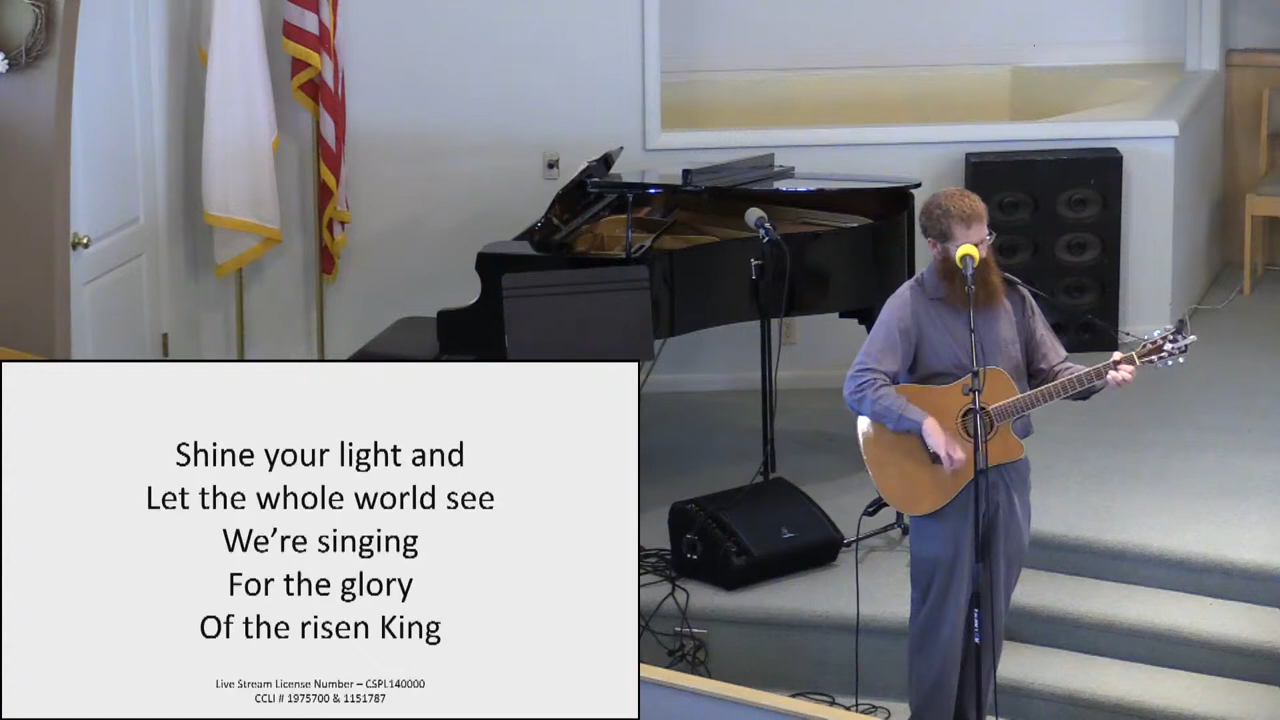 Shine your light and
Let the whole world see
We're singing
For the glory
Of the risen King
Live Stream License Number – CSPL140000
CCLI # 1975700 & 1151787